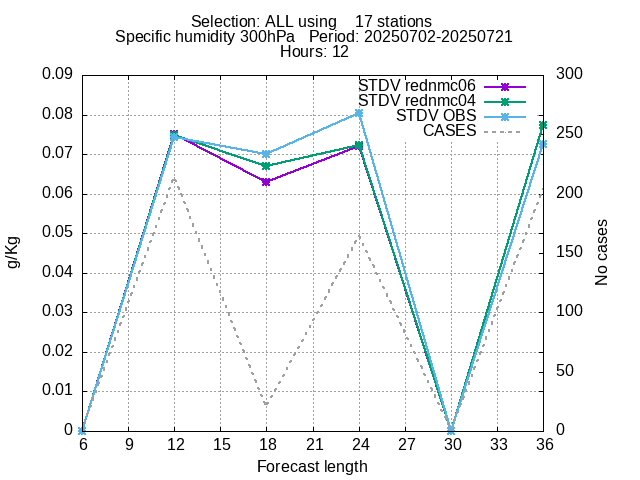 Selection: ALL using 17 stations
Specific humidity 300hPa Period: 20250702-20250721
Hours: 12
STDV rednmc06
STDV rednmc04
STDV OBS
CASES
g/Kg
0.09
0.08
0.07
0.06
0.05
0.04
0.03
0.02
0.01
0
300
250
200
150
100
50
0
No cases
6 9 12 15 18 21 24 27 30 33 36
Forecast length